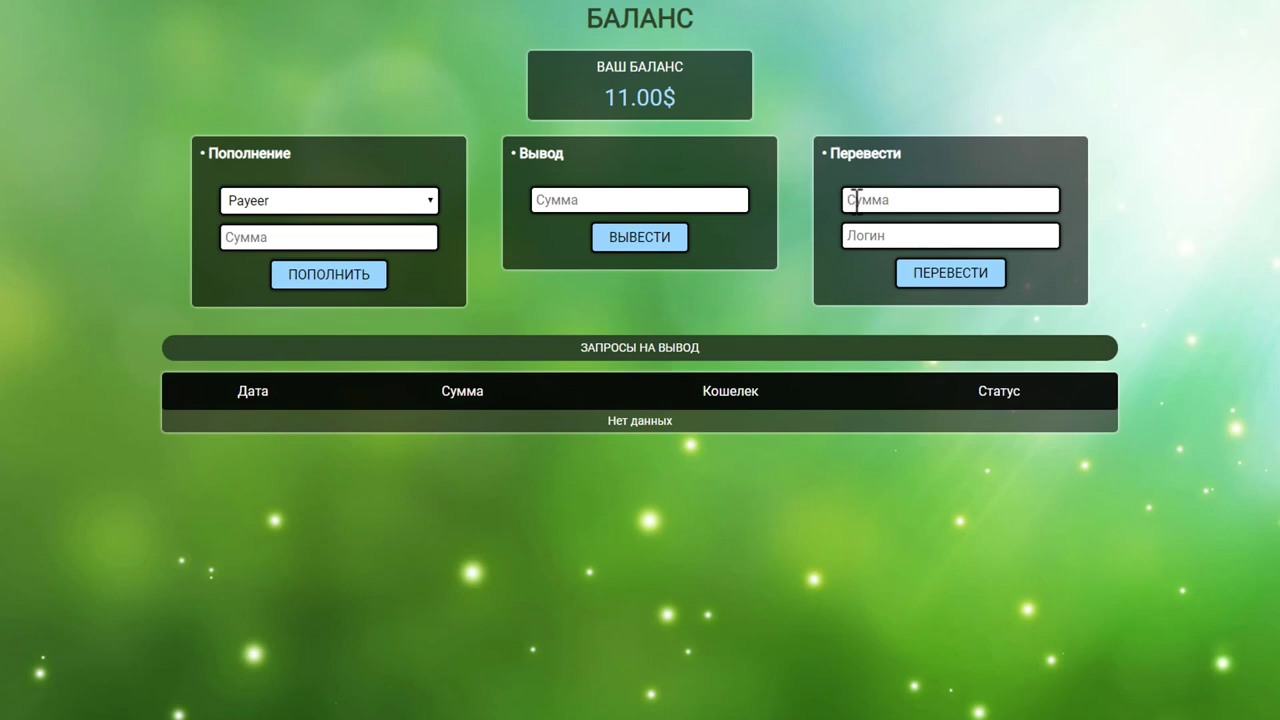 БАЛАНС
ВАШ БАЛАНС
11.00$
• Пополнение
Payeer
Сумма
ПОПОЛНИТЬ
• Вывод
Сумма
ВЫВЕСТИ
• Перевести
Сумма
Логин
ПЕРЕВЕСТИ
ЗАПРОСЫ НА ВЫВОД
Дата Сумма Кошелек Статус
Нет данных